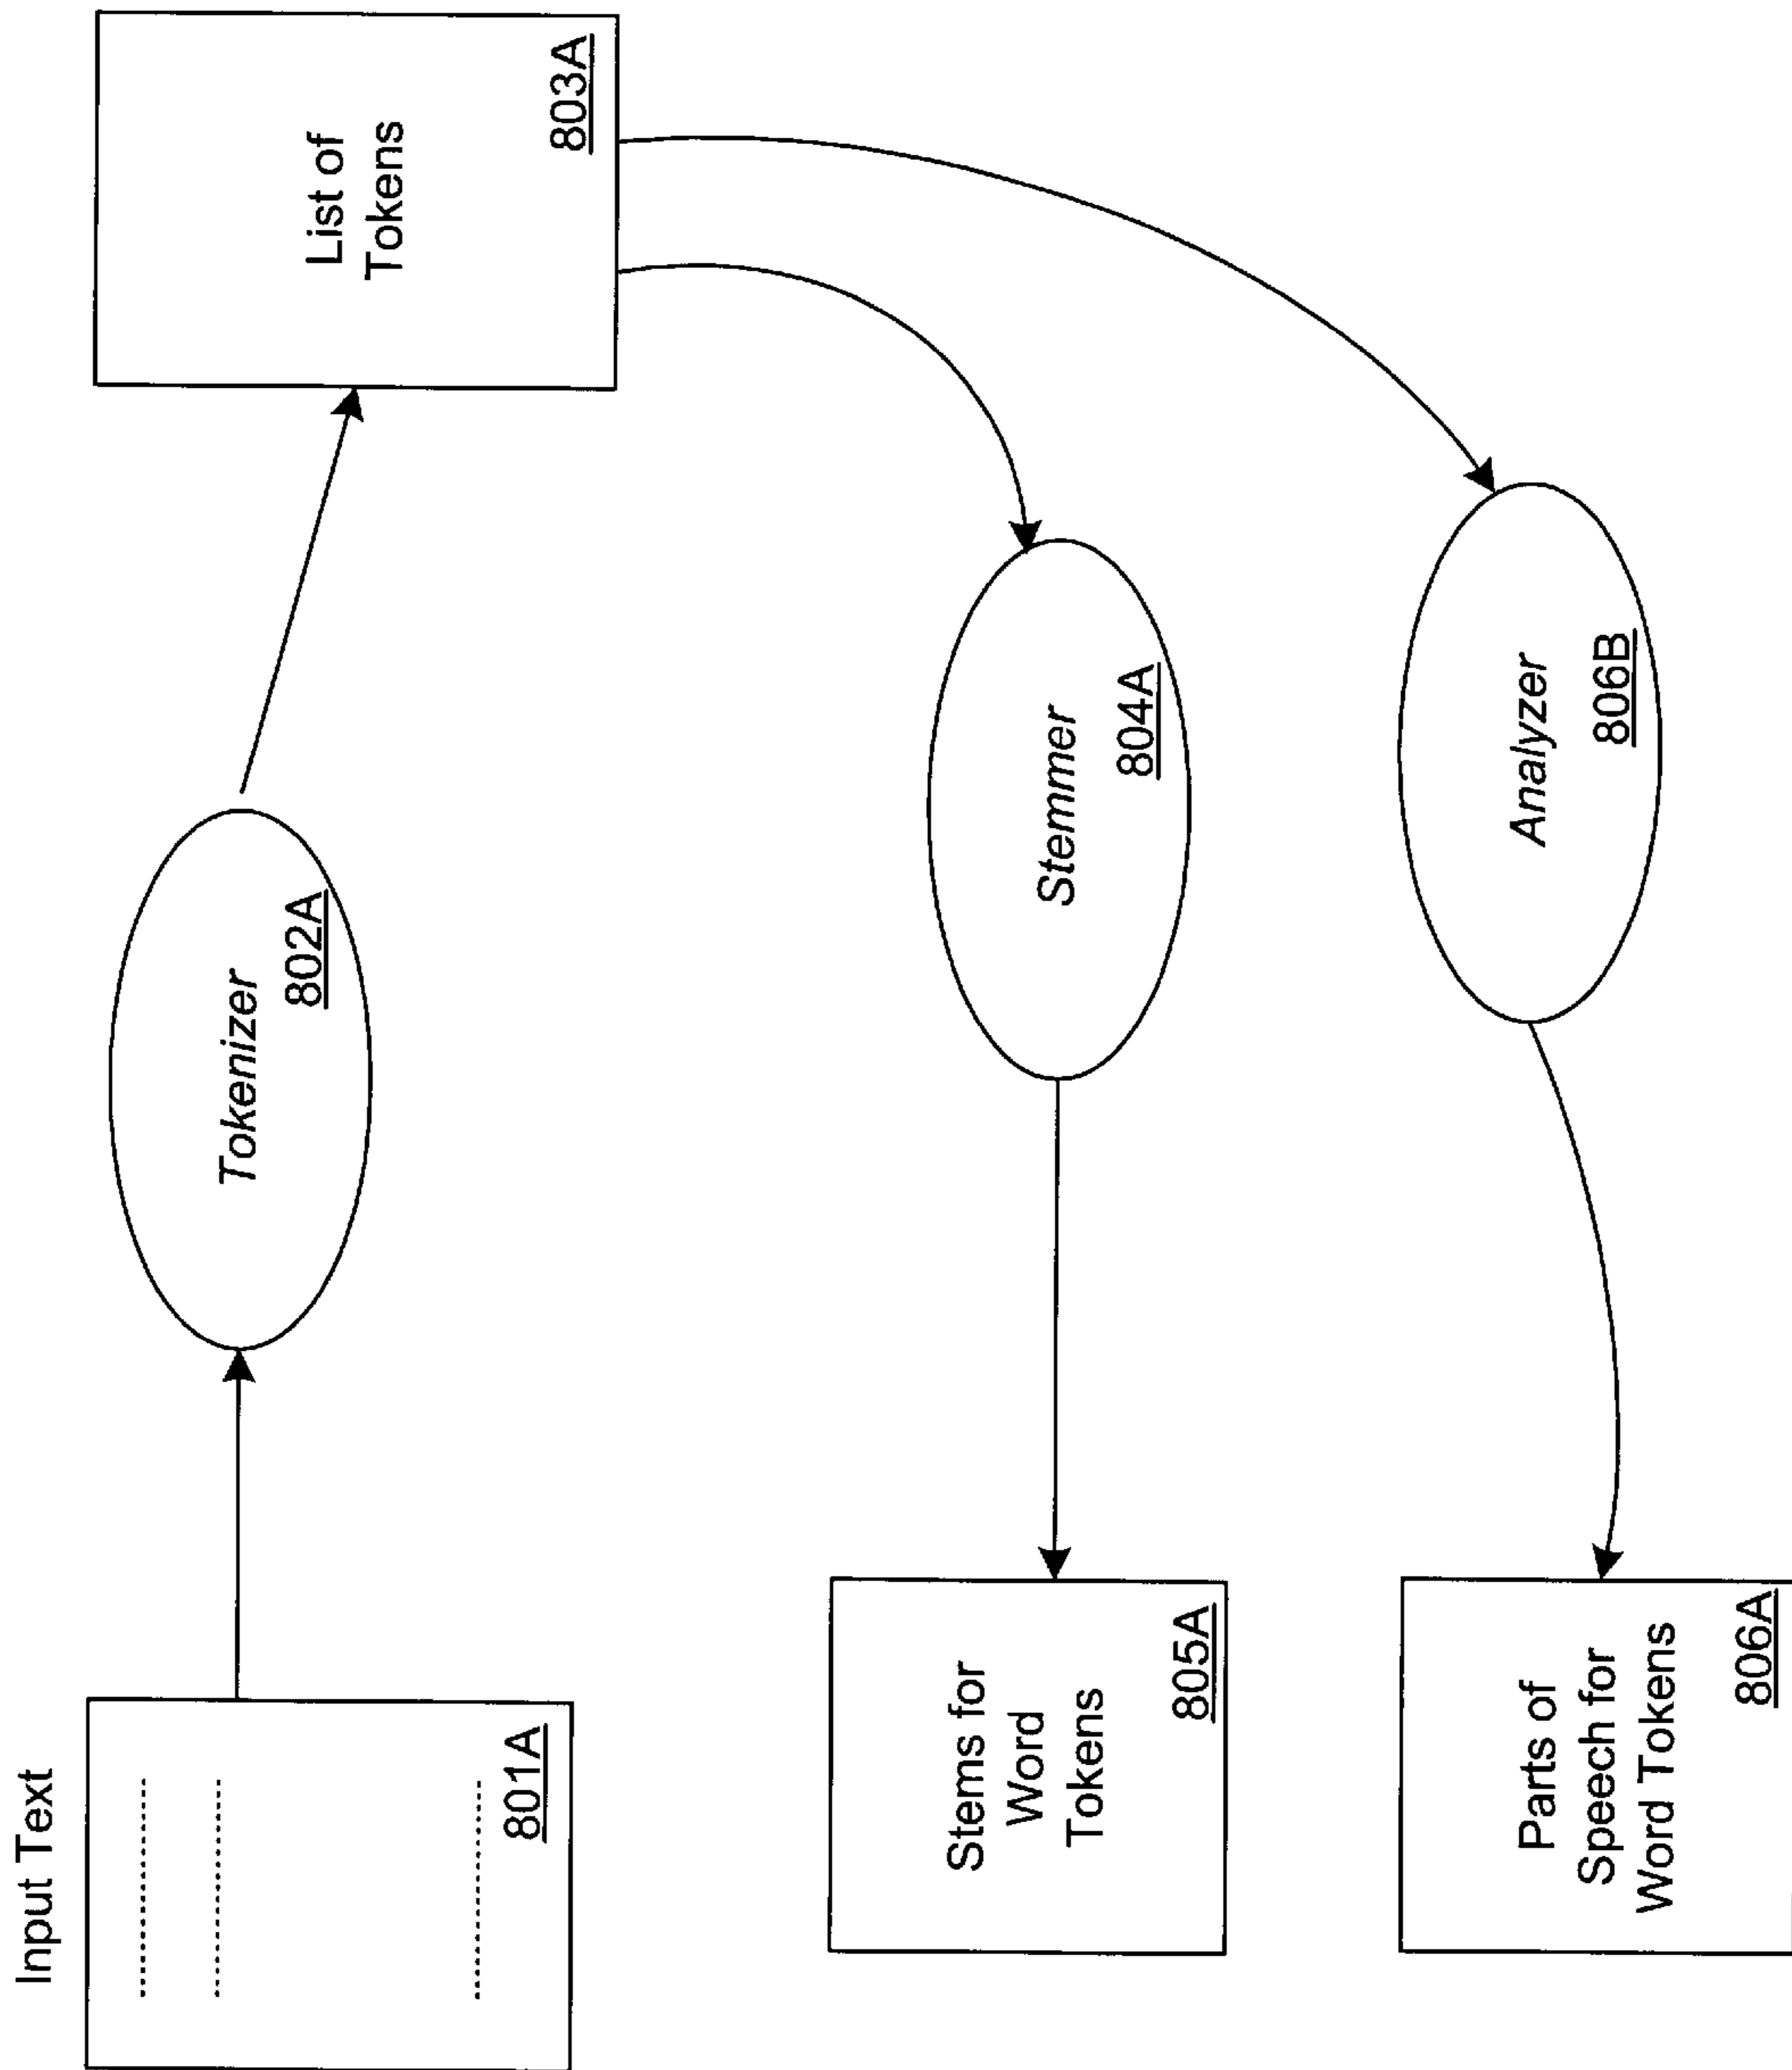 Input Text
801A
Tokenizer
802A
List of
Tokens
803A
Stems for
Word
Tokens
805A
Stemmer
804A
Parts of
Speech for
Word Tokens
806A
Analyzer
806B